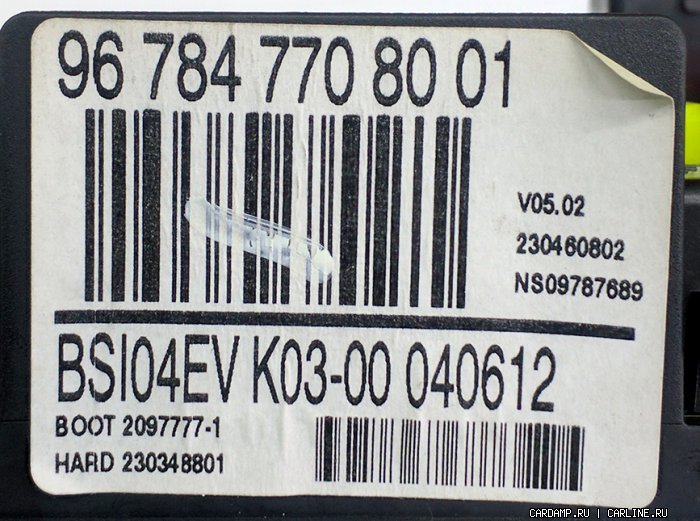 96 784 770 80 01
V05.02
230460802
NS09787689
BSI04EV K03-00 040612
BOOT 2097777-1
HARD 230348801
CARDAMP.RU | CARLINE.RU